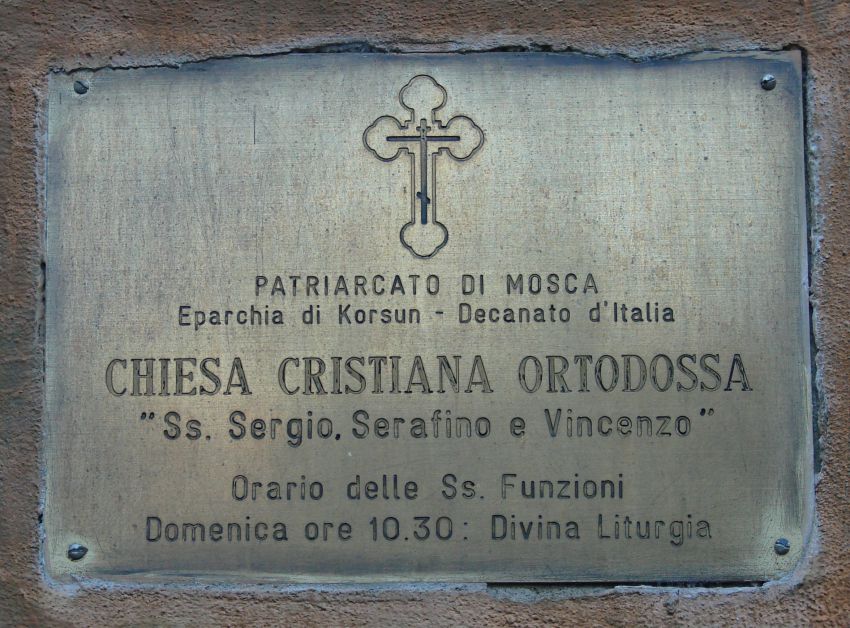 PATRIARCATO DI MOSCA
Eparchia di Korsun - Decanato d'Italia
CHIESA CRISTIANA ORTODOSSA
"Ss. Sergio, Serafino e Vincenzo"
Orario delle Ss. Funzioni
Domenica ore 10.30: Divina Liturgia